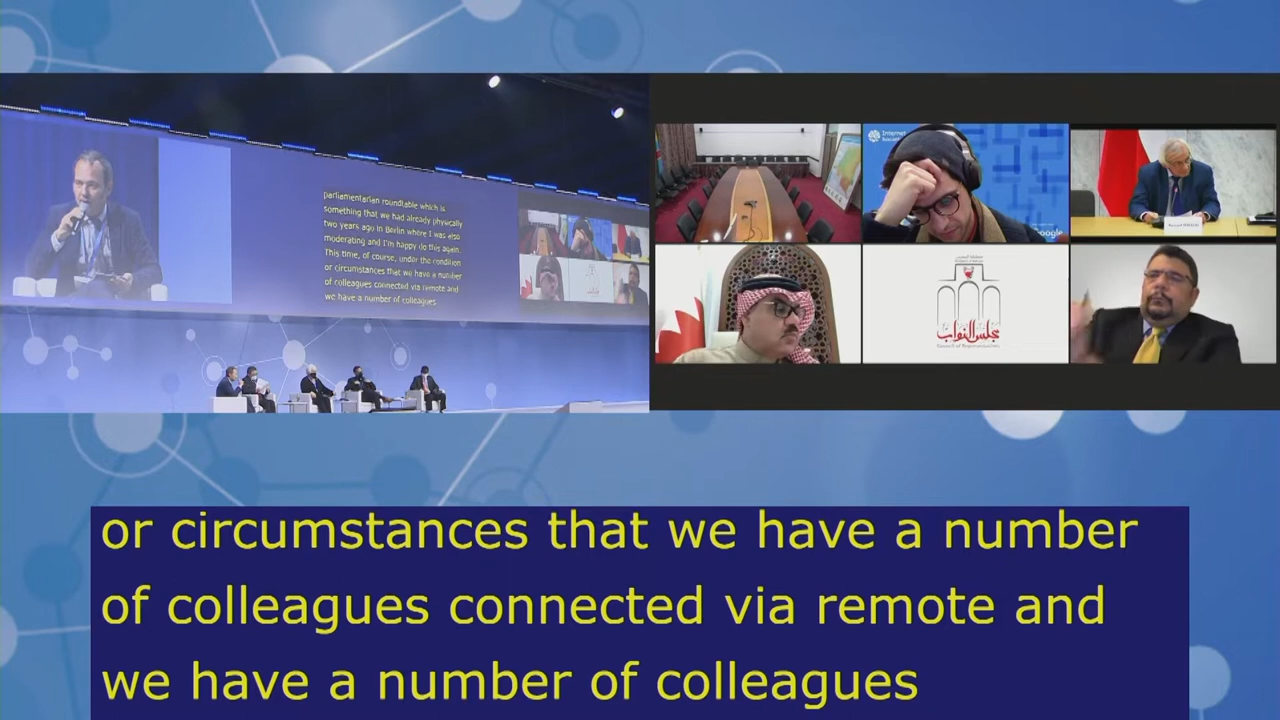 parliamentarian roundtable which is
something that we had already physically
two years ago in Berlin where I was also
moderating and I'm happy do this again.
This time, of course, under the condition
or circumstances that we have a number
of colleagues connected via remote and
we have a number of colleagues
Internet
Google
مجلس النواب
Council of Representatives
or circumstances that we have a number
of colleagues connected via remote and
we have a number of colleagues